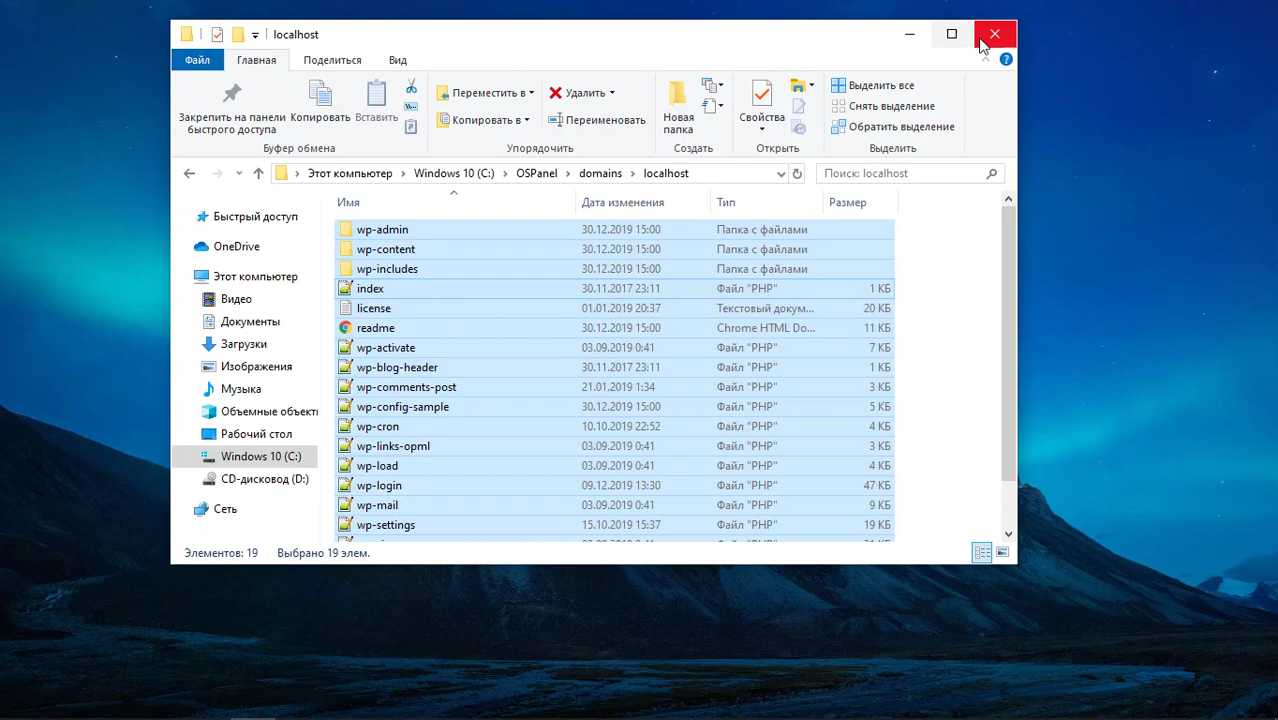 localhost
Файл Главная Поделиться Вид
Закрепить на панели быстрого доступа
Копировать
Вставить
Буфер обмена
Переместить в
Копировать в
Удалить
Переименовать
Упорядочить
Новая папка
Создать
Свойства
Открыть
Выделить все
Снять выделение
Обратить выделение
Выделить
Этот компьютер Windows 10 (C:) OSPanel domains localhost
Поиск: localhost
Быстрый доступ
OneDrive
Этот компьютер
Видео
Документы
Загрузки
Изображения
Музыка
Объемные объект
Рабочий стол
Windows 10 (C:)
CD-дисковод (D:)
Сеть
Имя Дата изменения Тип Размер
wp-admin 30.12.2019 15:00 Папка с файлами
wp-content 30.12.2019 15:00 Папка с файлами
wp-includes 30.12.2019 15:00 Папка с файлами
index 30.11.2017 23:11 Файл "PHP" 1 КБ
license 01.01.2019 20:37 Текстовый докум... 20 КБ
readme 30.12.2019 15:00 Chrome HTML Do... 11 КБ
wp-activate 03.09.2019 0:41 Файл "PHP" 7 КБ
wp-blog-header 30.11.2017 23:11 Файл "PHP" 1 КБ
wp-comments-post 21.01.2019 1:34 Файл "PHP" 3 КБ
wp-config-sample 30.12.2019 15:00 Файл "PHP" 5 КБ
wp-cron 10.10.2019 22:52 Файл "PHP" 4 КБ
wp-links-opml 03.09.2019 0:41 Файл "PHP" 3 КБ
wp-load 03.09.2019 0:41 Файл "PHP" 4 КБ
wp-login 09.12.2019 13:30 Файл "PHP" 47 КБ
wp-mail 03.09.2019 0:41 Файл "PHP" 9 КБ
wp-settings 15.10.2019 15:37 Файл "PHP" 19 КБ
Элементов: 19 Выбрано 19 элем.